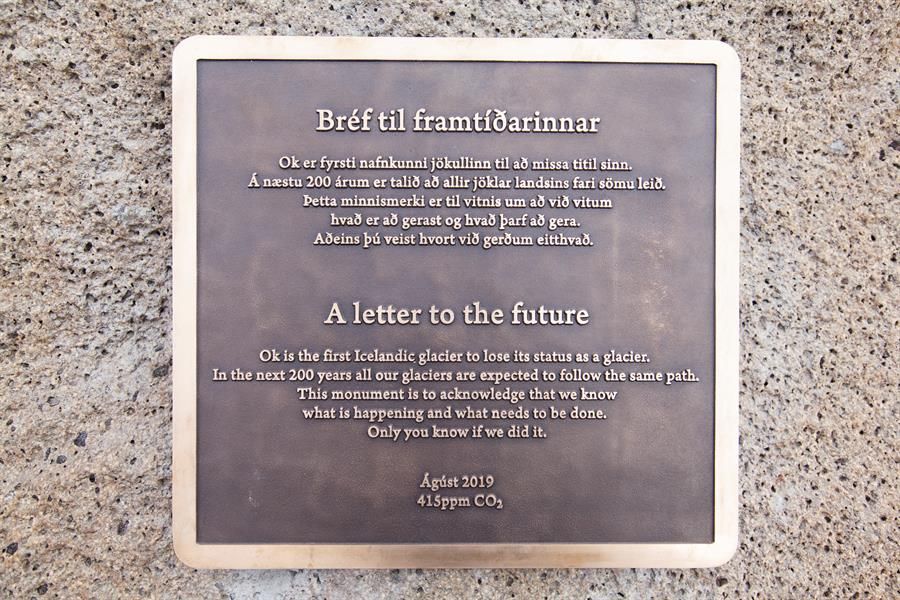 Bréf til framtíðarinnar
Ok er fyrsti nafnkunni jökullinn til að missa titil sinn.
Á næstu 200 árum er talið að allir jöklar landsins fari sömu leið.
Þetta minnismerki er til vitnis um að við vitum
hvað er að gerast og hvað þarf að gera.
Aðeins þú veist hvort við gerðum eitthvað.
A letter to the future
Ok is the first Icelandic glacier to lose its status as a glacier.
In the next 200 years all our glaciers are expected to follow the same path.
This monument is to acknowledge that we know
what is happening and what needs to be done.
Only you know if we did it.
Ágúst 2019
415ppm CO₂